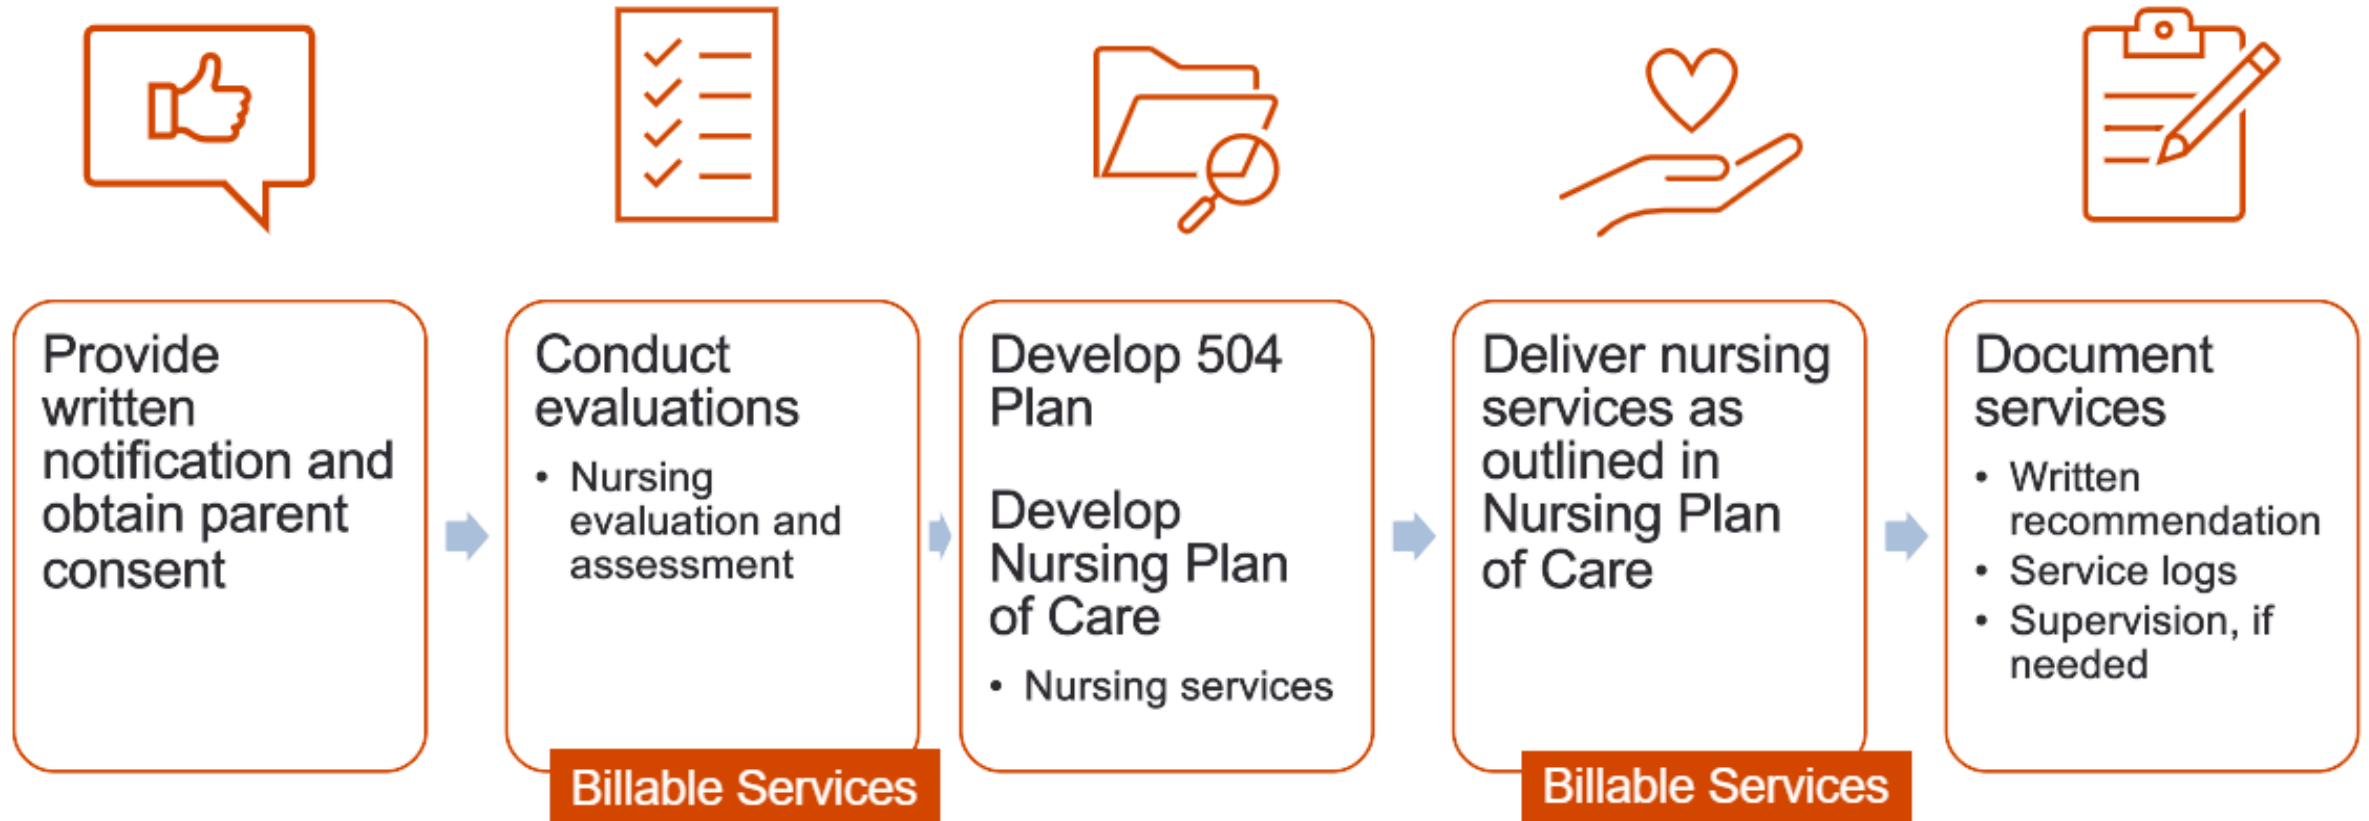 Provide
written
notification and
obtain parent
consent
Conduct
evaluations
• Nursing
evaluation and
assessment
Billable Services
Develop 504
Plan
Develop
Nursing Plan
of Care
• Nursing services
Deliver nursing
services as
outlined in
Nursing Plan
of Care
Billable Services
Document
services
• Written
recommendation
• Service logs
• Supervision, if
needed